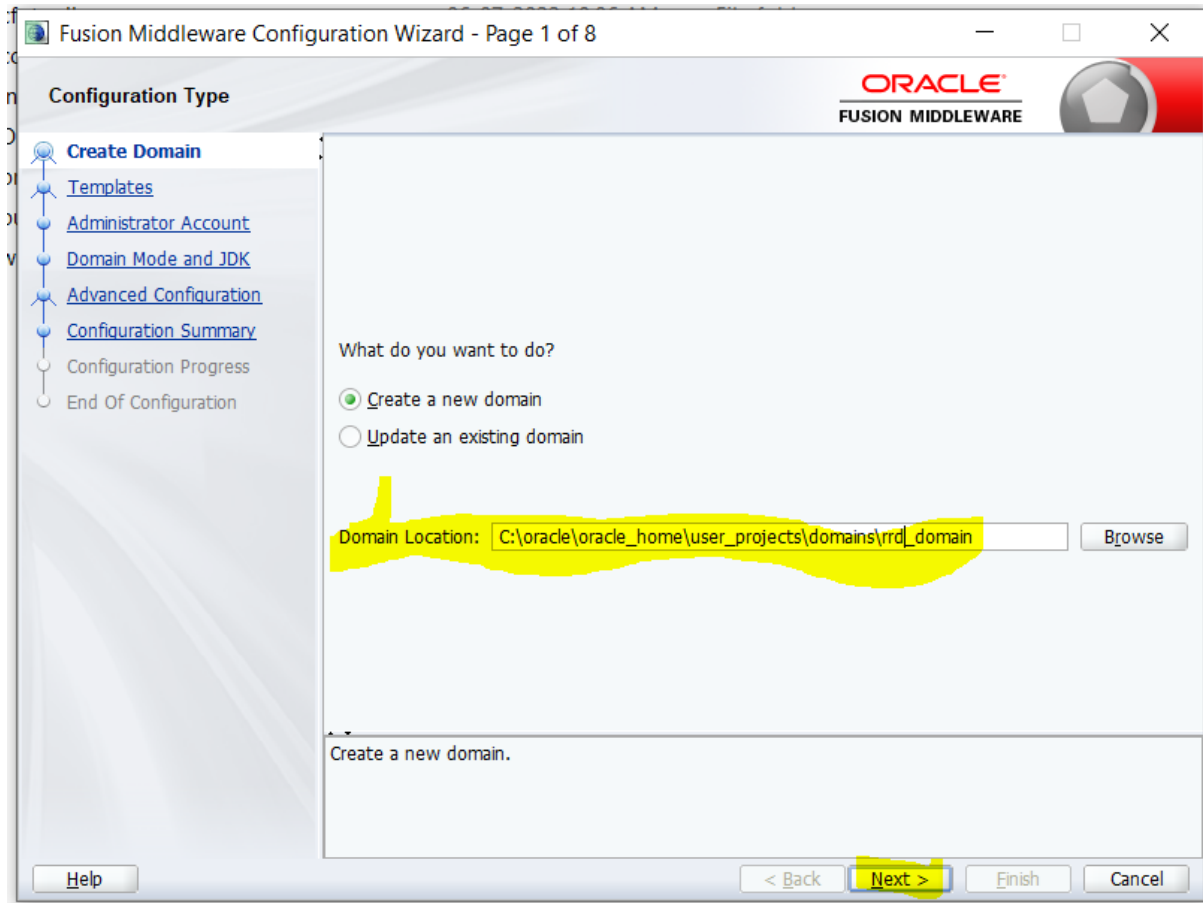 Fusion Middleware Configuration Wizard - Page 1 of 8
Configuration Type
ORACLE
FUSION MIDDLEWARE
Create Domain
Templates
Administrator Account
Domain Mode and JDK
Advanced Configuration
Configuration Summary
Configuration Progress
End Of Configuration
What do you want to do?
Create a new domain
Update an existing domain
Domain Location: C:\oracle\oracle_home\user_projects\domains\rrd_domain Browse
Create a new domain.
Help < Back Next > Finish Cancel